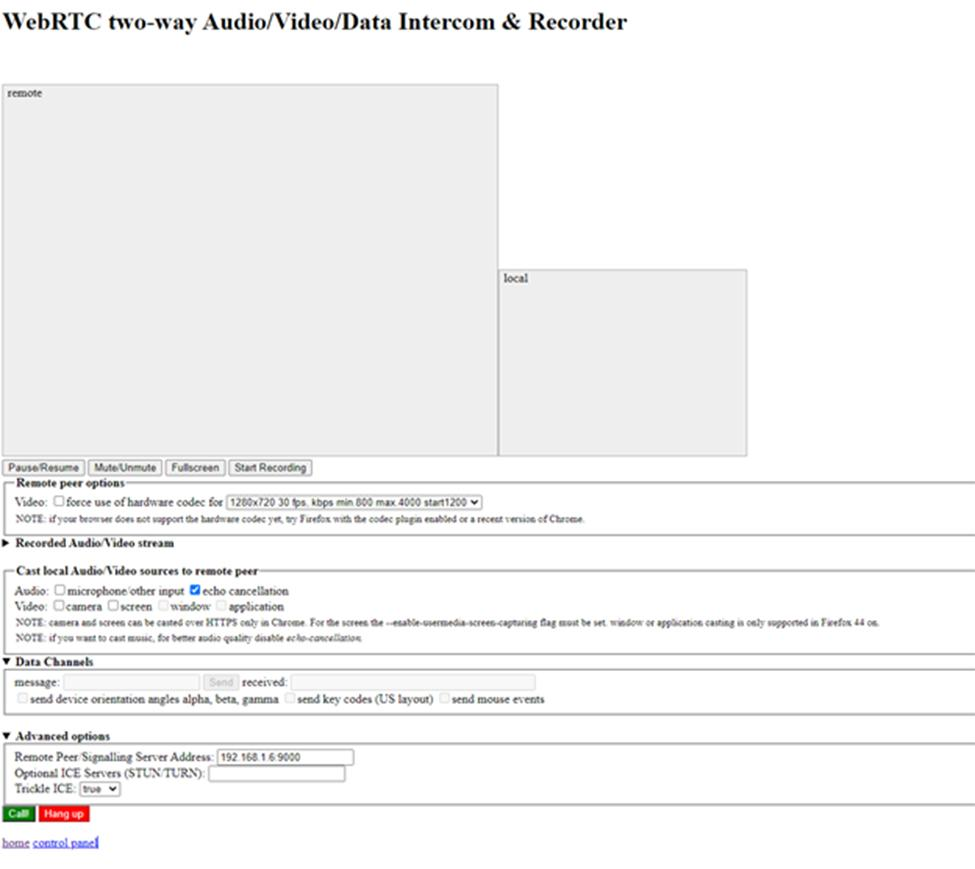 WebRTC two-way Audio/Video/Data Intercom & Recorder
remote
local
Pause/Resume Mute/Unmute Fullscreen Start Recording
Remote peer options
Video: force use of hardware codec for 1280x720 30 fps, kbps min.800 max.4000 start1200
NOTE: if your browser does not support the hardware codec yet, try Firefox with the codec plugin enabled or a recent version of Chrome.
Recorded Audio/Video stream
Cast local Audio/Video sources to remote peer
Audio: microphone/other input echo cancellation
Video: camera screen window application
NOTE: camera and screen can be casted over HTTPS only in Chrome. For the screen the --enable-usermedia-screen-capturing flag must be set. window or application casting is only supported in Firefox 44 on.
NOTE: if you want to cast music, for better audio quality disable echo-cancellation.
Data Channels
message: Send received:
send device orientation angles alpha, beta, gamma send key codes (US layout) send mouse events
Advanced options
Remote Peer/Signalling Server Address: 192.168.1.6:9000
Optional ICE Servers (STUN/TURN):
Trickle ICE: true
Call! Hang up
home control panel